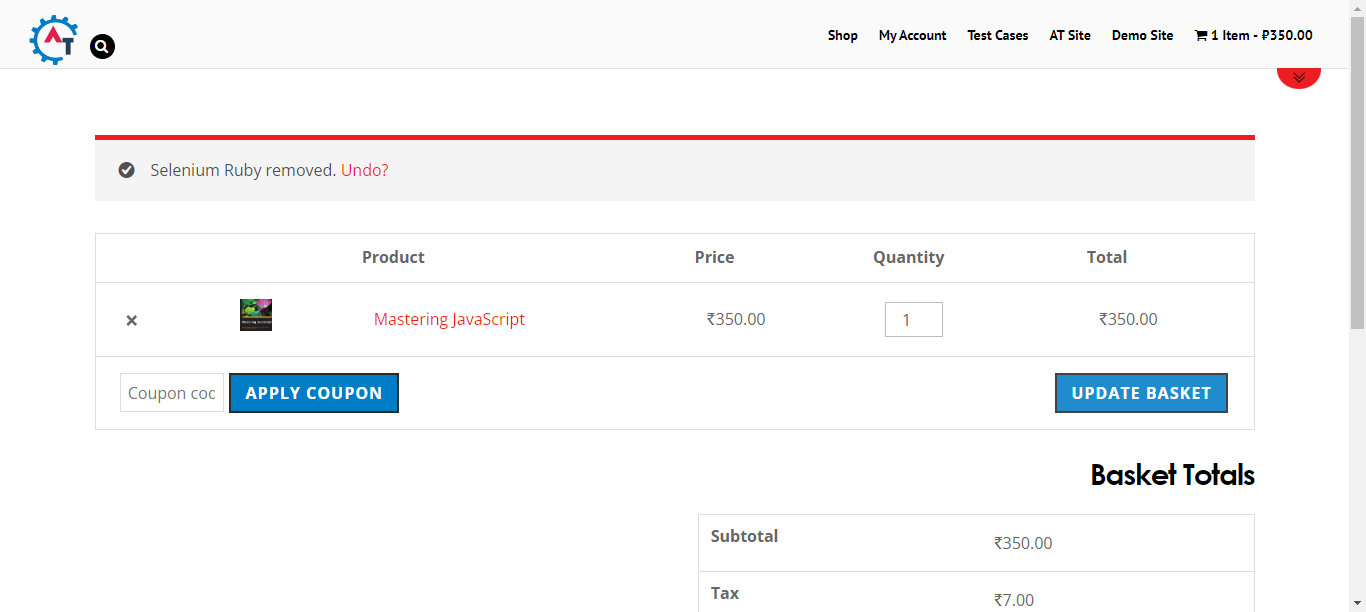 AT
Shop My Account Test Cases AT Site Demo Site 1 Item - ₹350.00
Selenium Ruby removed. Undo?
Product Price Quantity Total
× Mastering JavaScript ₹350.00 1 ₹350.00
Coupon coc APPLY COUPON UPDATE BASKET
Basket Totals
Subtotal ₹350.00
Tax ₹7.00